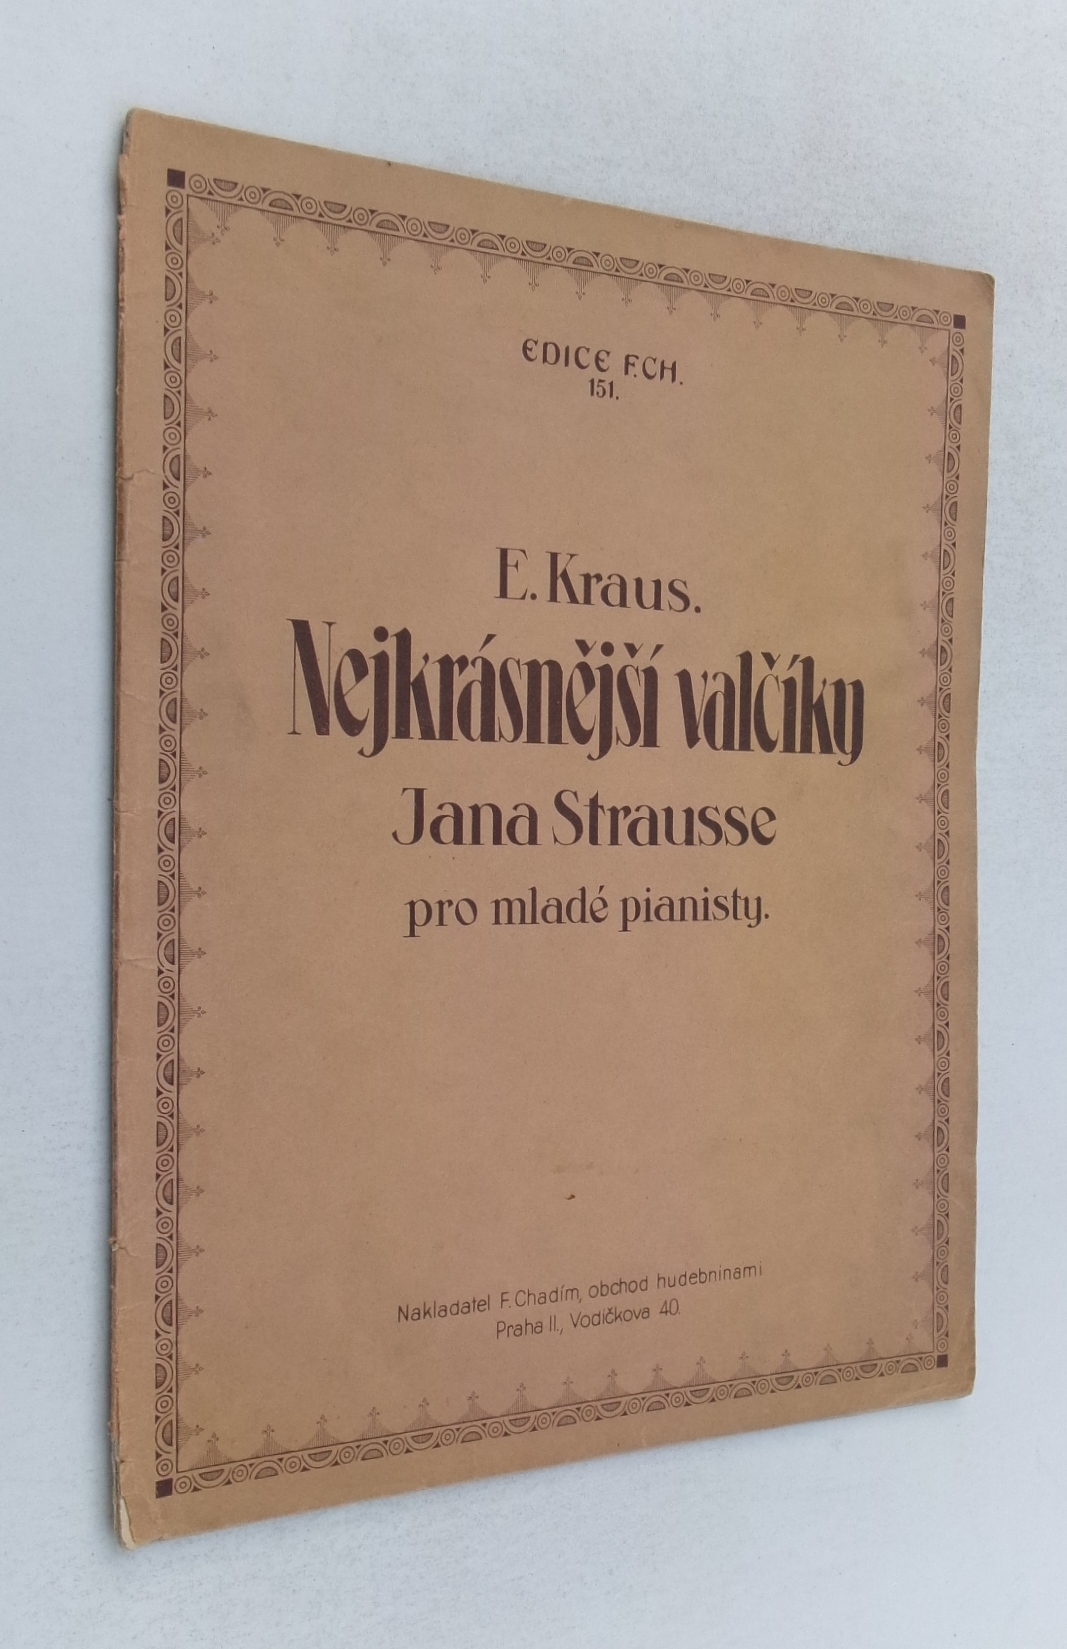 EDICE F.CH.
151.
E. Kraus.
Nejkrásnější valčíky
Jana Strausse
pro mladé pianisty.
Nakladatel F. Chadím, obchod hudebninami
Praha II., Vodičkova 40.